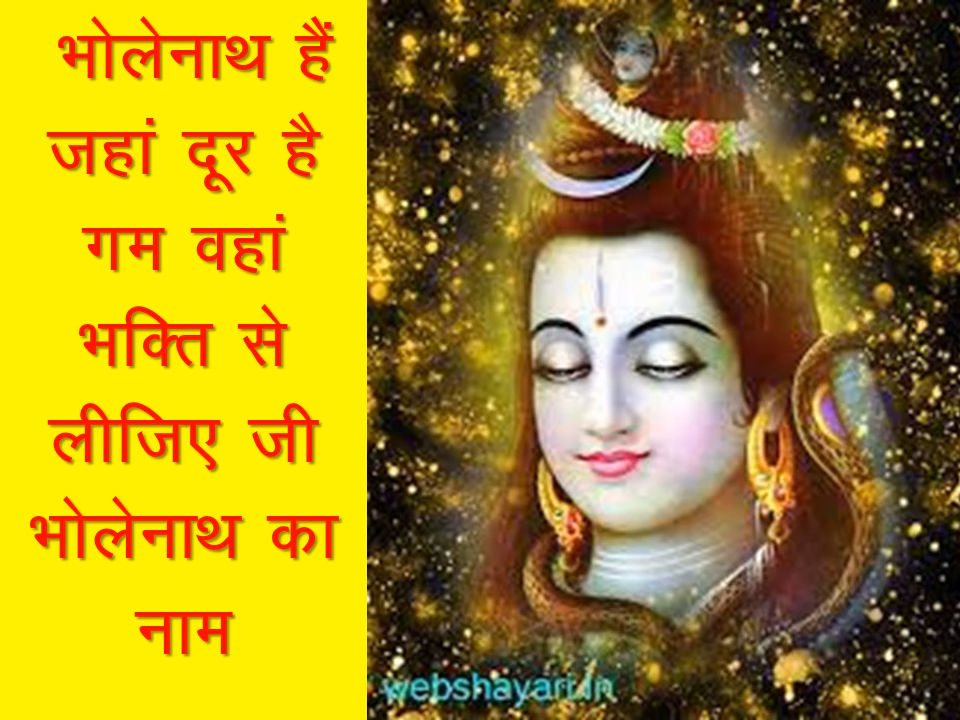 भोलेनाथ हैं
जहां दूर है
गम वहां
भक्ति से
लीजिए जी
भोलेनाथ का
नाम
webshayari.in